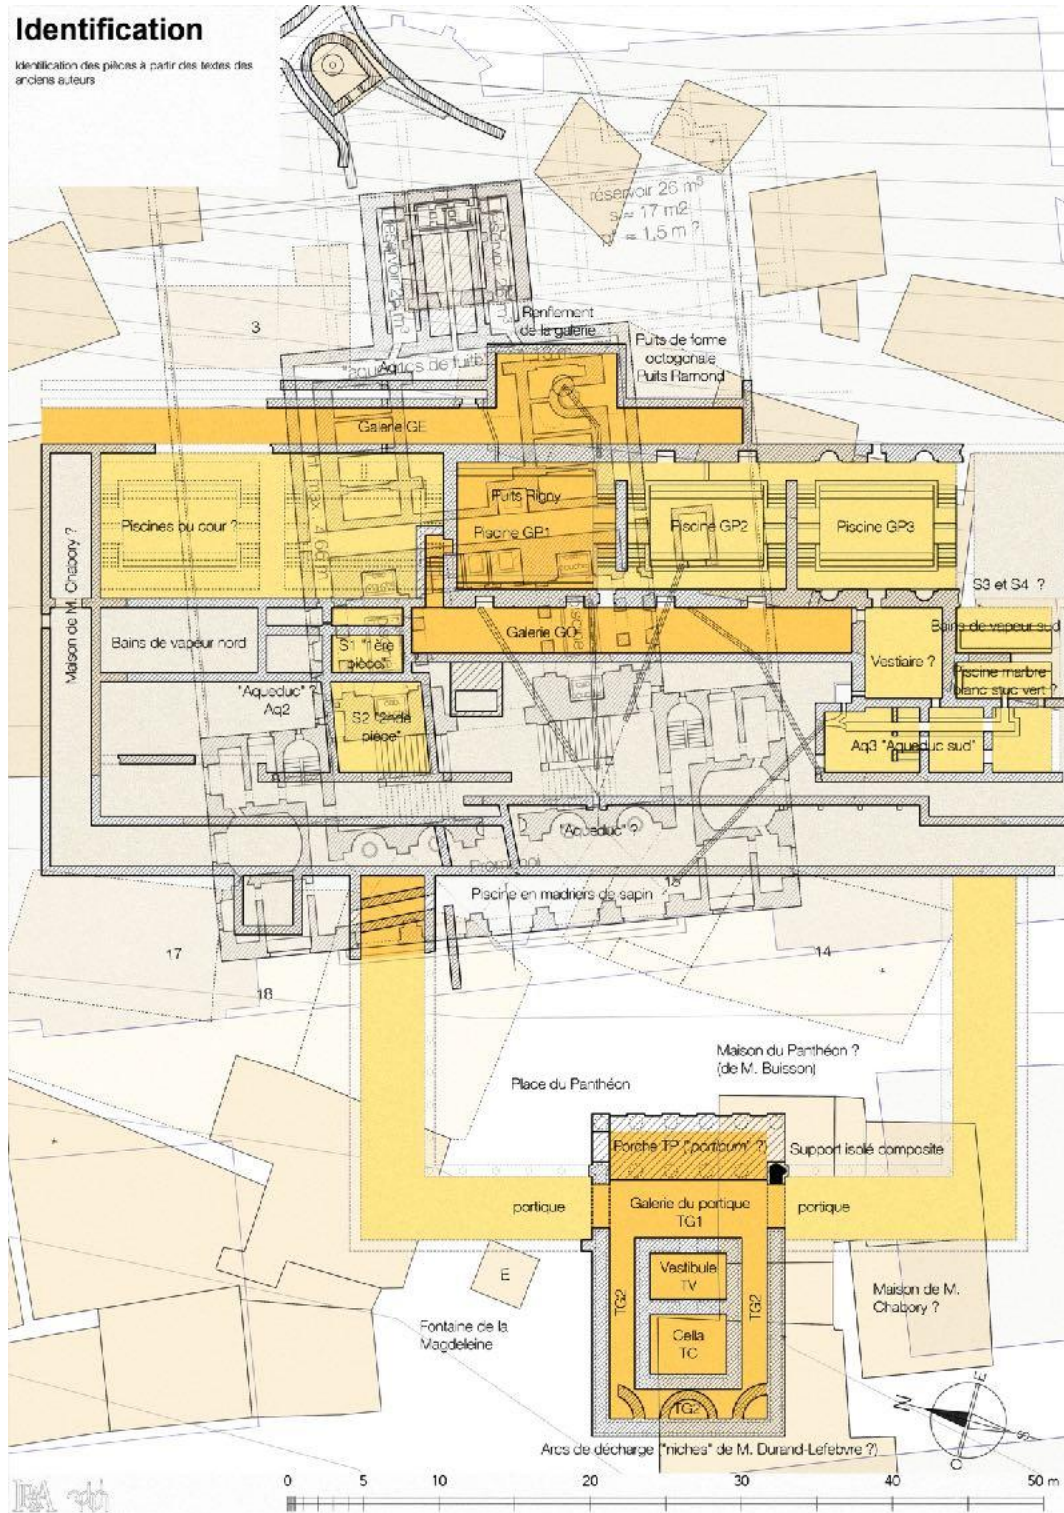 Identification
Identification des pièces à partir des textes des
anciens auteurs
réservoir 26 m³
s = 17 m2
= 1,5 m ?
3
Renflement
de la galerie
Puits de forme
octogonale
Puits Ramond
Galerie GE
Piscines ou cour ?
Puits Rigny
Piscine GP1
Piscine GP2
Piscine GP3
Maison de M. Chabory ?
S3 et S4 ?
Bains de vapeur nord
S1 "1ère
pièce"
Galerie GO
Vestiaire ?
Bains de vapeur sud
Piscine marbre
blanc stuc vert ?
"Aqueduc" ?
Aq2
S2 "2nde
pièce"
Aq3 "Aqueduc sud"
"Aqueduc" ?
Piscine en madriers de sapin
15
17
18
14
Maison du Panthéon ?
(de M. Buisson)
Place du Panthéon
Porche TP ("porticum" ?)
Support isolé composite
portique
Galerie du portique
TG1
portique
Vestibule
TV
TG2
TG2
E
Cella
TC
Maison de M.
Chabory ?
Fontaine de la
Magdeleine
TG2
N
E
S
O
Arcs de décharge ("niches" de M. Durand-Lefebvre ?)
0 5 10 20 30 40 50 m